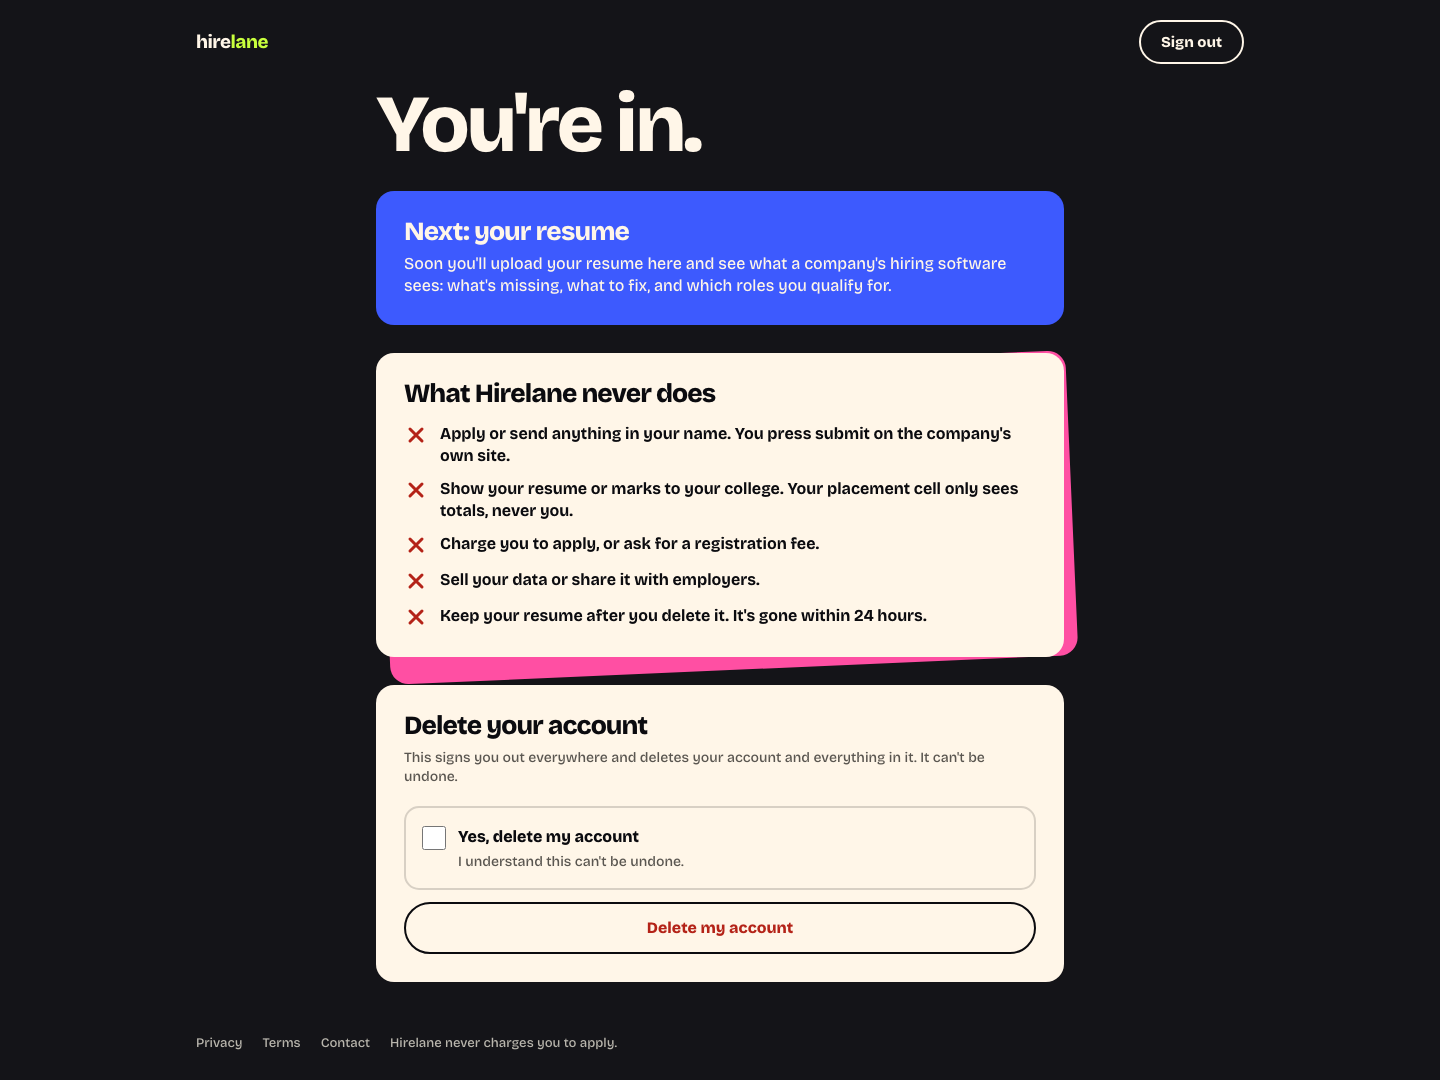 hirelane
Sign out
You're in.
Next: your resume
Soon you'll upload your resume here and see what a company's hiring software
sees: what's missing, what to fix, and which roles you qualify for.
What Hirelane never does
Apply or send anything in your name. You press submit on the company's
own site.
Show your resume or marks to your college. Your placement cell only sees
totals, never you.
Charge you to apply, or ask for a registration fee.
Sell your data or share it with employers.
Keep your resume after you delete it. It's gone within 24 hours.
Delete your account
This signs you out everywhere and deletes your account and everything in it. It can't be
undone.
Yes, delete my account
I understand this can't be undone.
Delete my account
Privacy Terms Contact Hirelane never charges you to apply.